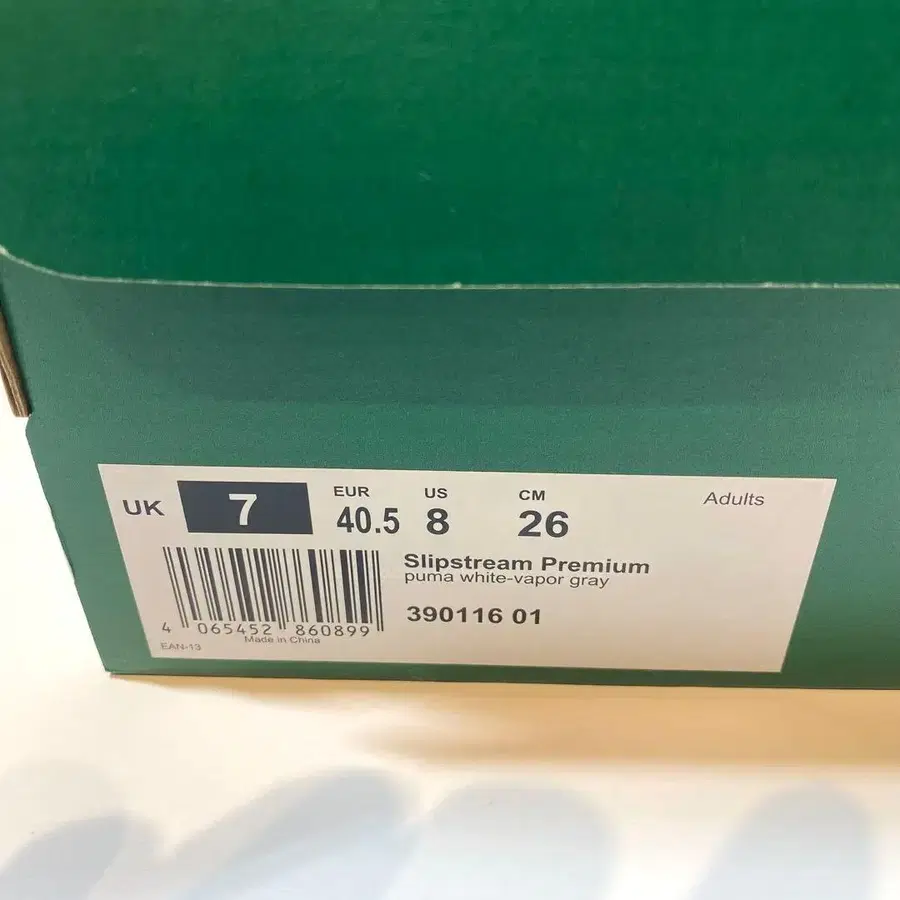 UK 7 EUR 40.5 US 8 CM 26 Adults
Slipstream Premium
puma white-vapor gray
390116 01
4 065452 860899
Made in China
EAN-13